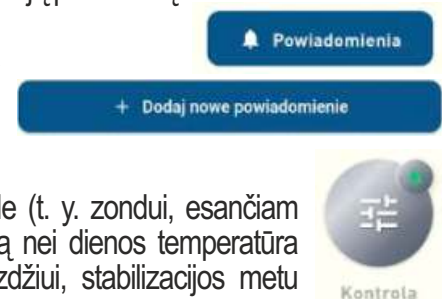 Powiadomienia
+ Dodaj nowe powiadomienie
le (t. y. zondui, esančiam
ą nei dienos temperatūra
zdžiui, stabilizacijos metu
Kontrola